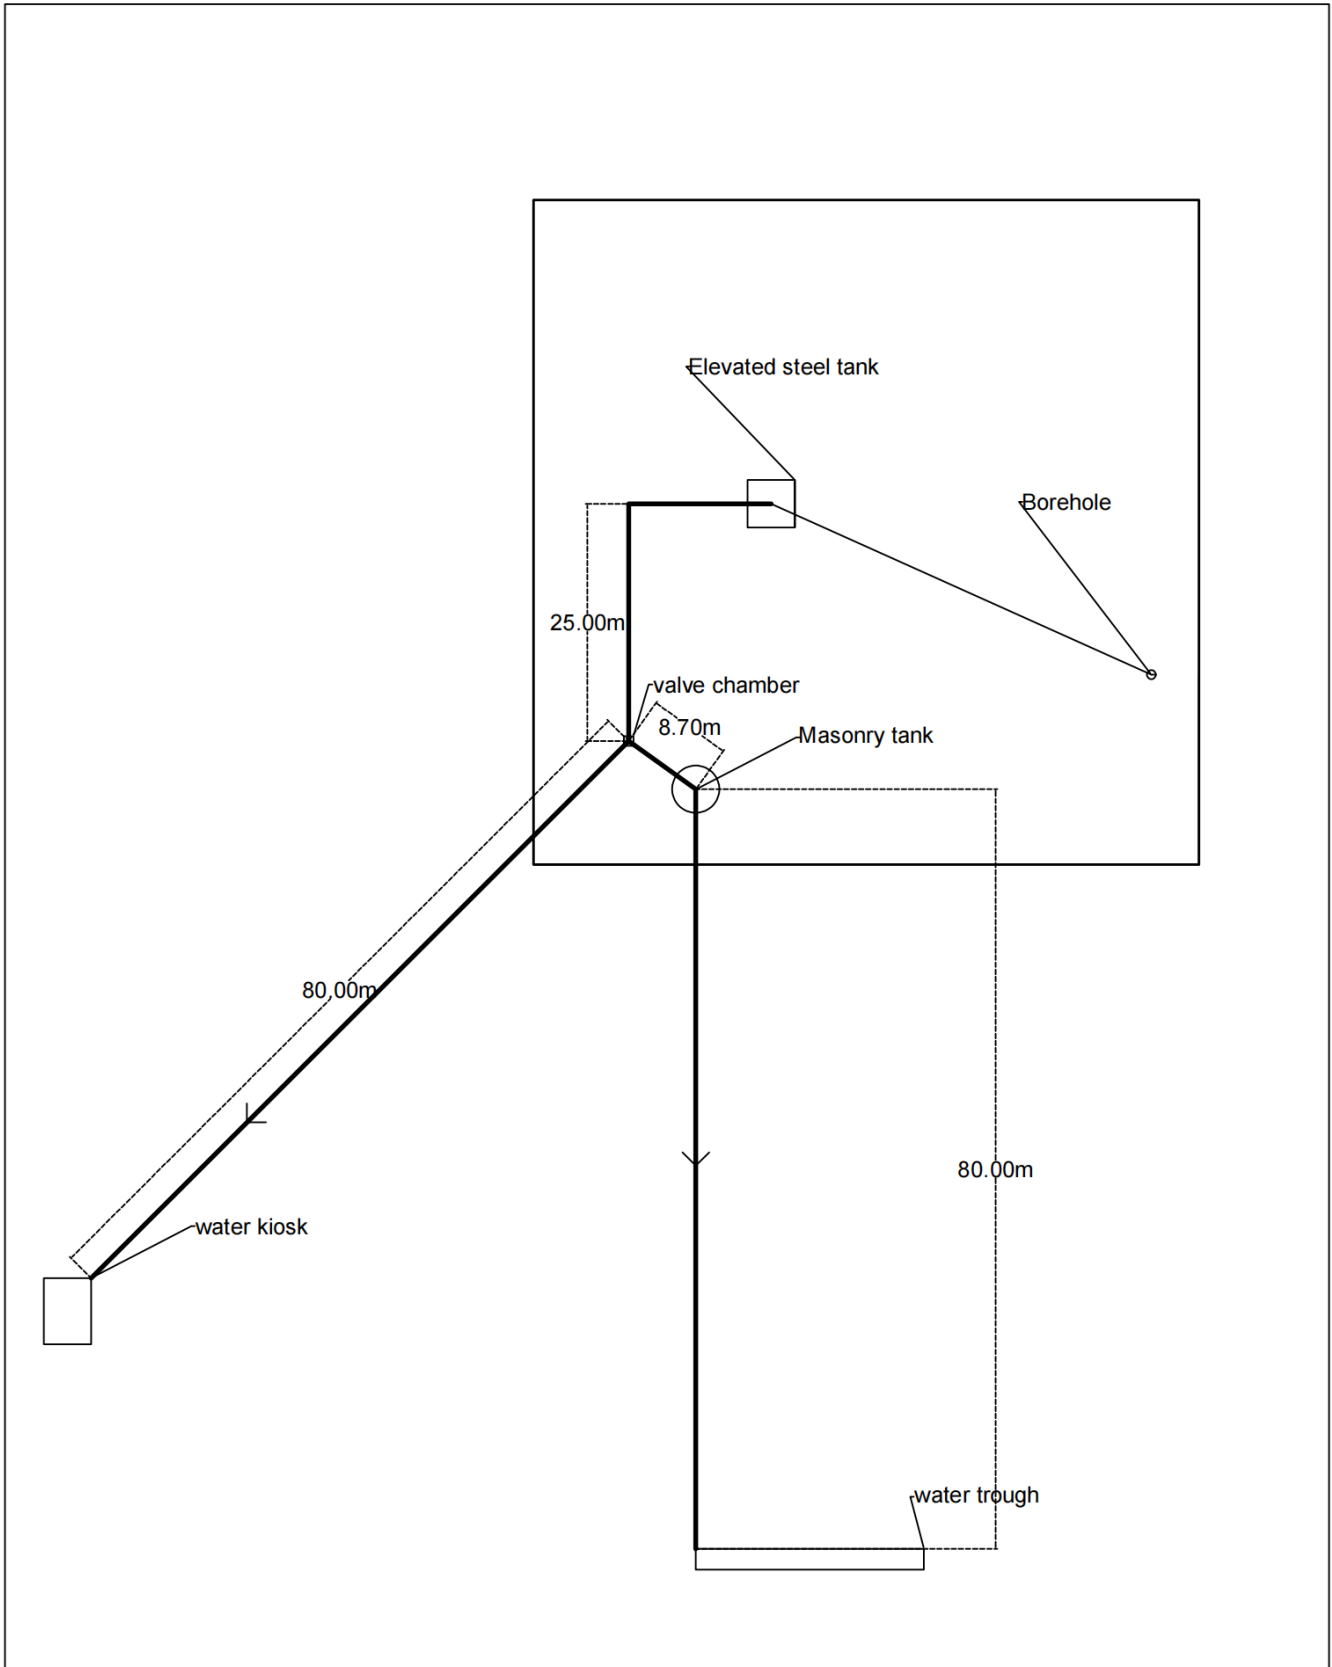 Elevated steel tank
Borehole
25.00m
valve chamber
8.70m
Masonry tank
80.00m
80.00m
water kiosk
water trough